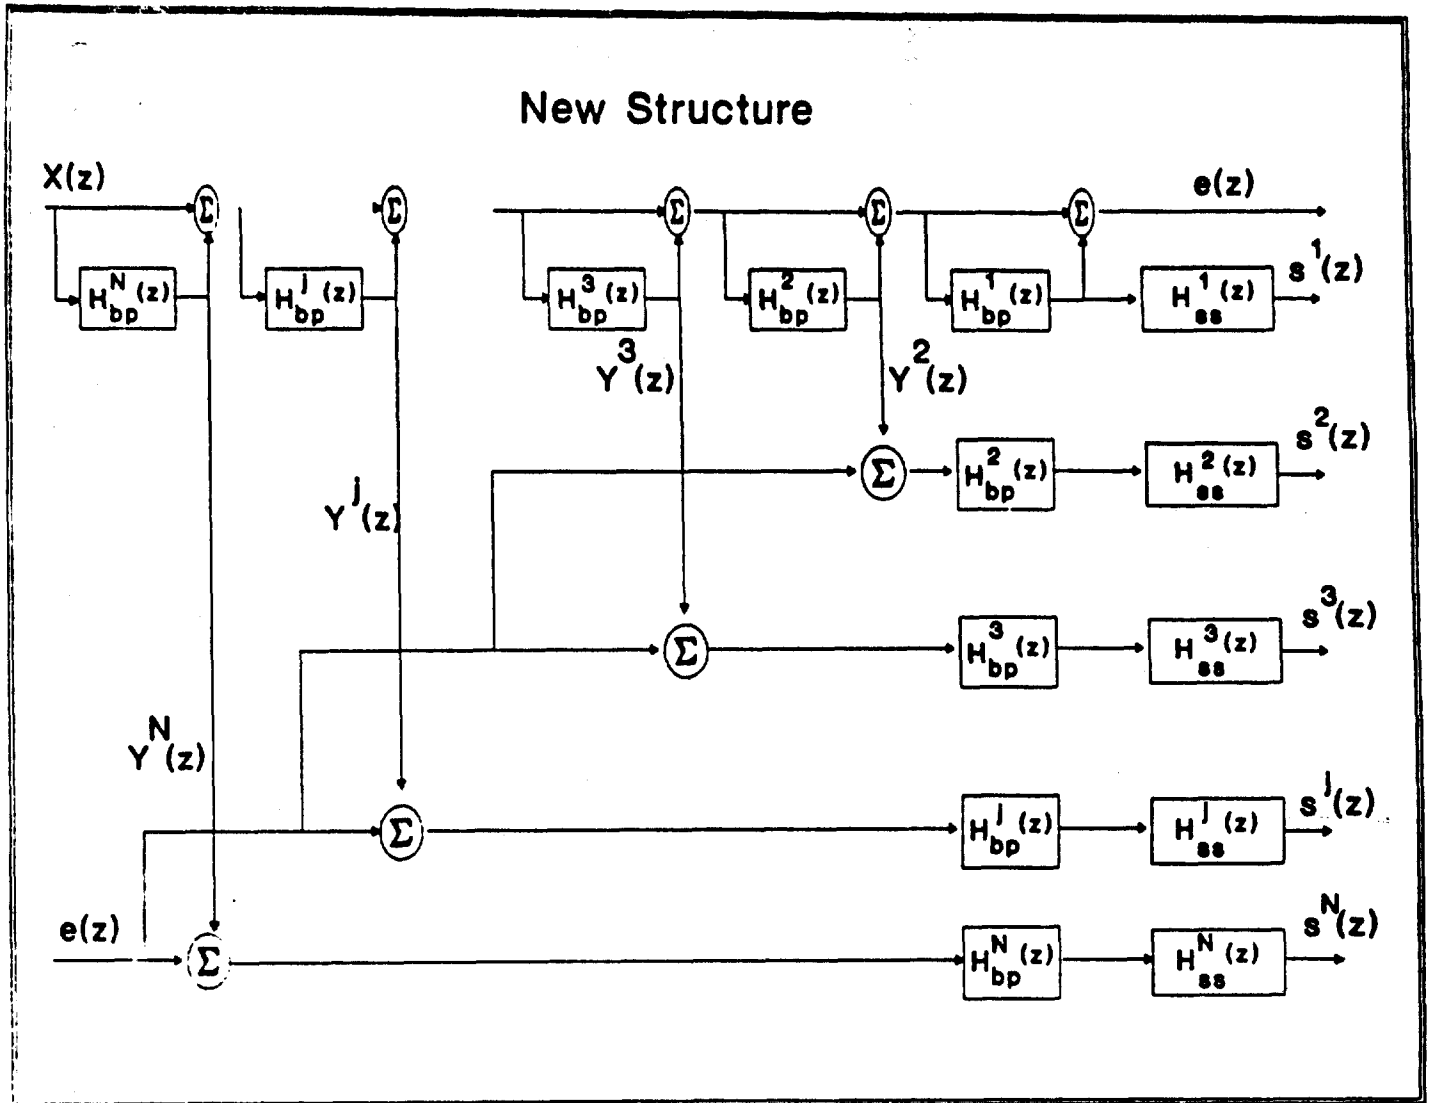 New Structure
X(z)
Σ
Σ
Σ
Σ
Σ
e(z)
H_bp^N(z)
H_bp^j(z)
H_bp^3(z)
H_bp^2(z)
H_bp^1(z)
H_ss^1(z)
s^1(z)
Y^3(z)
Y^2(z)
Σ
H_bp^2(z)
H_ss^2(z)
s^2(z)
Y^j(z)
Σ
H_bp^3(z)
H_ss^3(z)
s^3(z)
Y^N(z)
Σ
H_bp^j(z)
H_ss^j(z)
s^j(z)
e(z)
Σ
H_bp^N(z)
H_ss^N(z)
s^N(z)